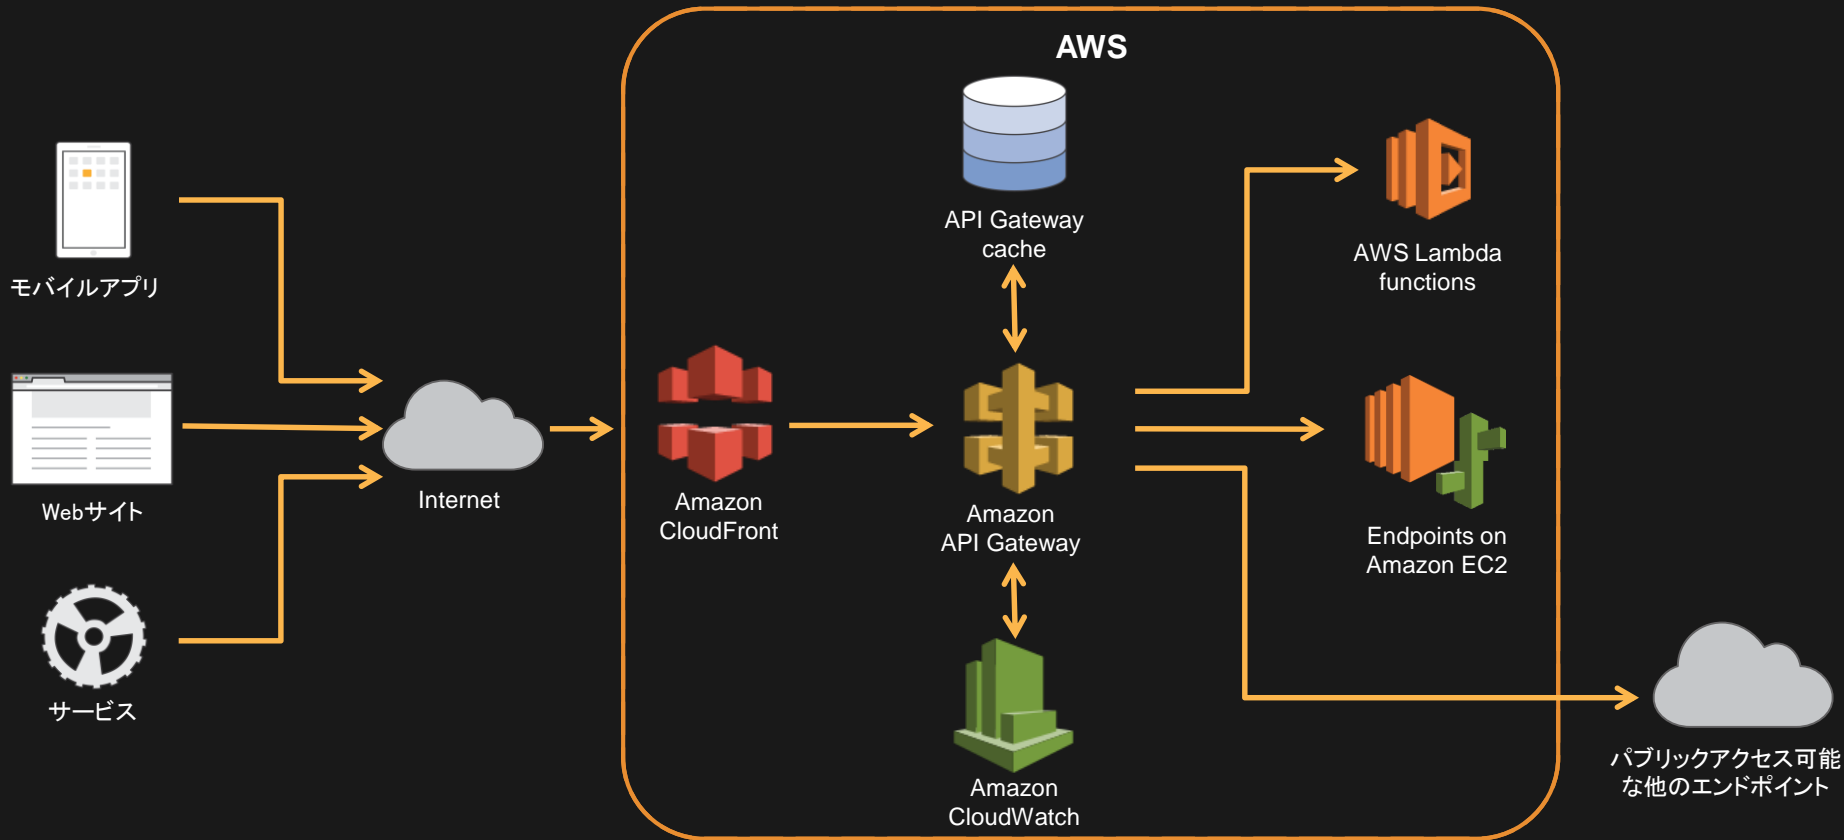 AWS
モバイルアプリ
Webサイト
サービス
Internet
Amazon
CloudFront
API Gateway
cache
Amazon
API Gateway
Amazon
CloudWatch
AWS Lambda
functions
Endpoints on
Amazon EC2
パブリックアクセス可能
な他のエンドポイント